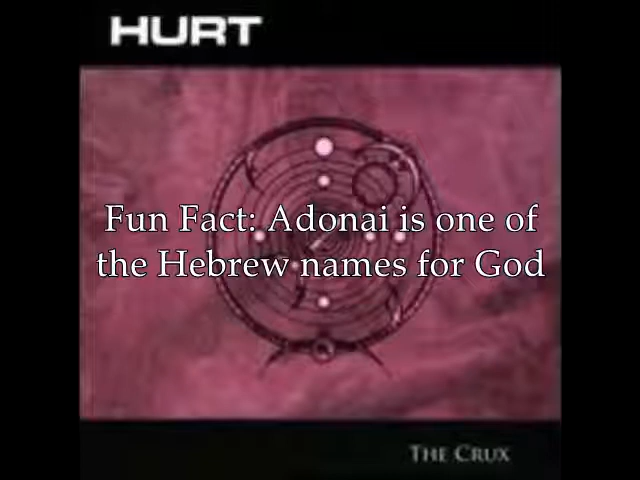 HURT
Fun Fact: Adonai is one of
the Hebrew names for God
THE CRUX